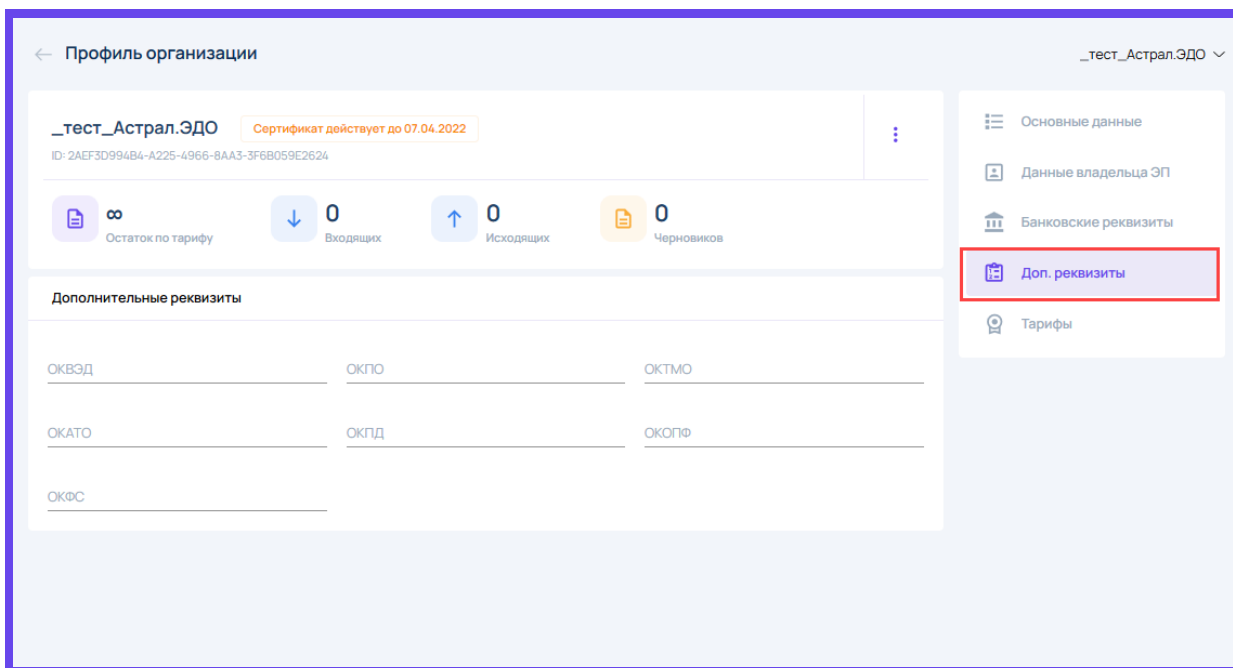 Профиль организации
_тест_Астрал.ЭДО
_тест_Астрал.ЭДО Сертификат действует до 07.04.2022
ID: 2AEF3D994B4-A225-4966-8AA3-3F6B059E2624
∞ 0 0 0
Остаток по тарифу Входящих Исходящих Черновиков
Дополнительные реквизиты
ОКВЭД ОКПО ОКТМО
ОКАТО ОКПД ОКОПФ
ОКФС
Основные данные
Данные владельца ЭП
Банковские реквизиты
Доп. реквизиты
Тарифы